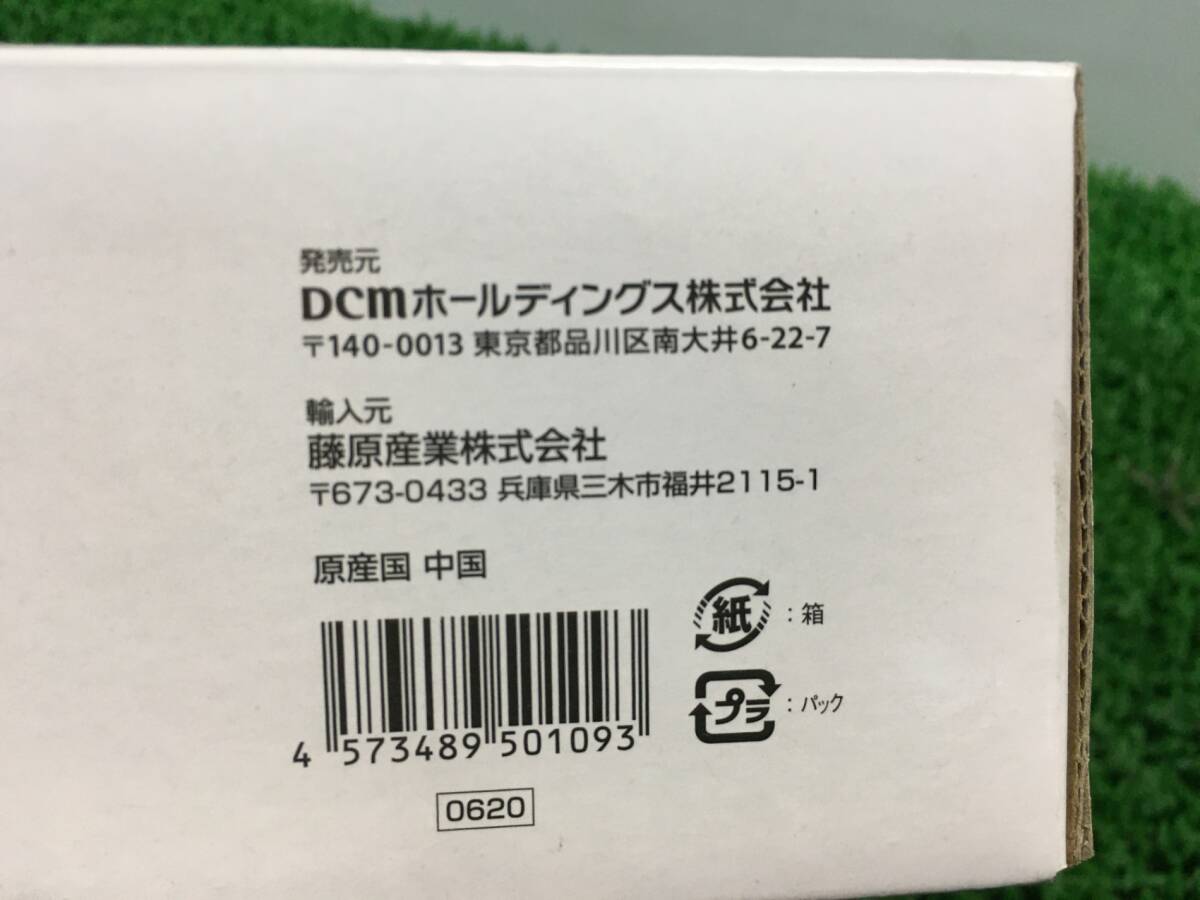 発売元
DCMホールディングス株式会社
〒140-0013 東京都品川区南大井6-22-7
輸入元
藤原産業株式会社
〒673-0433 兵庫県三木市福井2115-1
原産国 中国
紙:箱
プラ:パック
4 573489 501093
0620